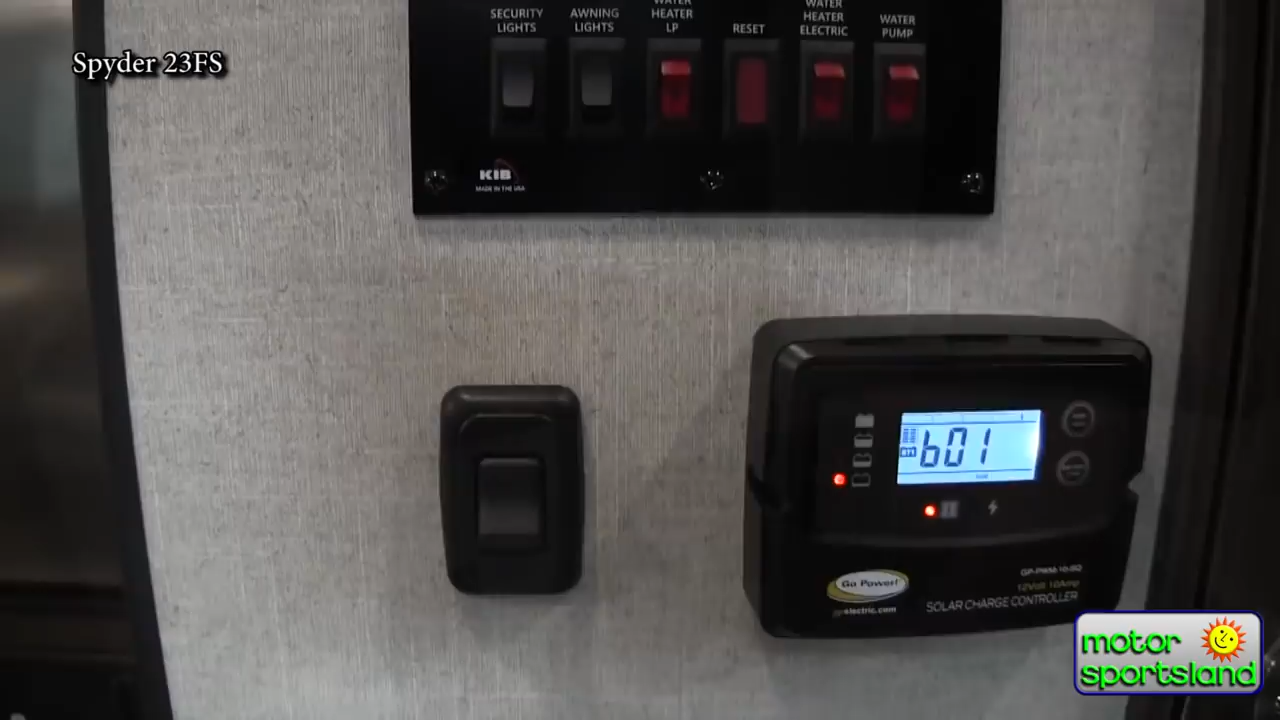 Spyder 23FS
SECURITY LIGHTS
AWNING LIGHTS
WATER HEATER LP
RESET
WATER HEATER ELECTRIC
WATER PUMP
KIB
MADE IN THE USA
b01
Go Power!
gpelectric.com
GP-PWM-10-SQ
12Volt 10Amp
SOLAR CHARGE CONTROLLER
motor
sportsland